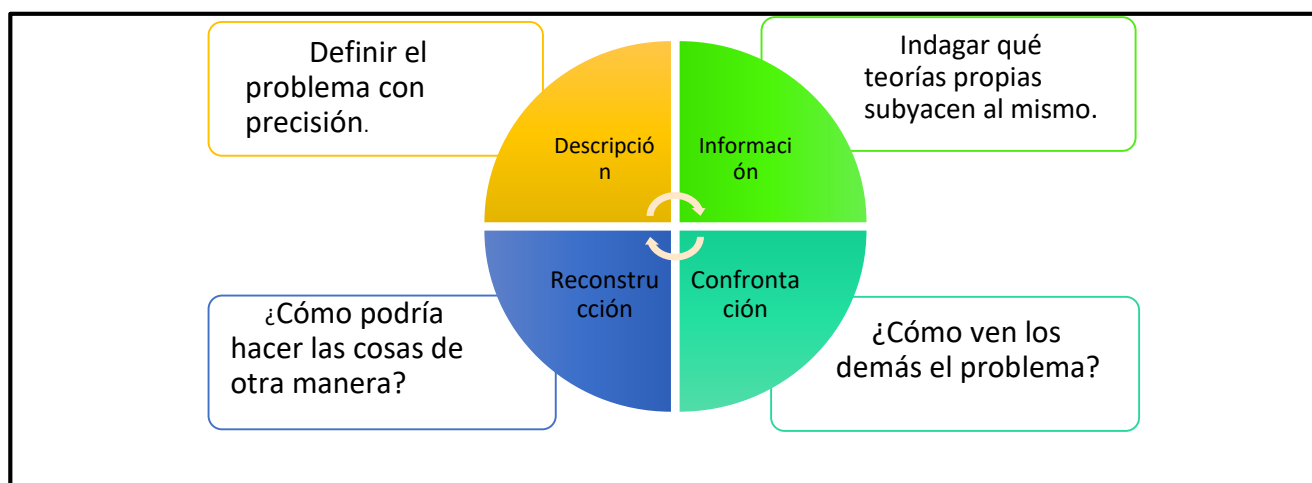 Definir el
problema con
precisión.
Indagar qué
teorías propias
subyacen al mismo.
Descripció
n
Informaci
ón
Reconstru
cción
Confronta
ción
¿Cómo podría
hacer las cosas de
otra manera?
¿Cómo ven los
demás el problema?